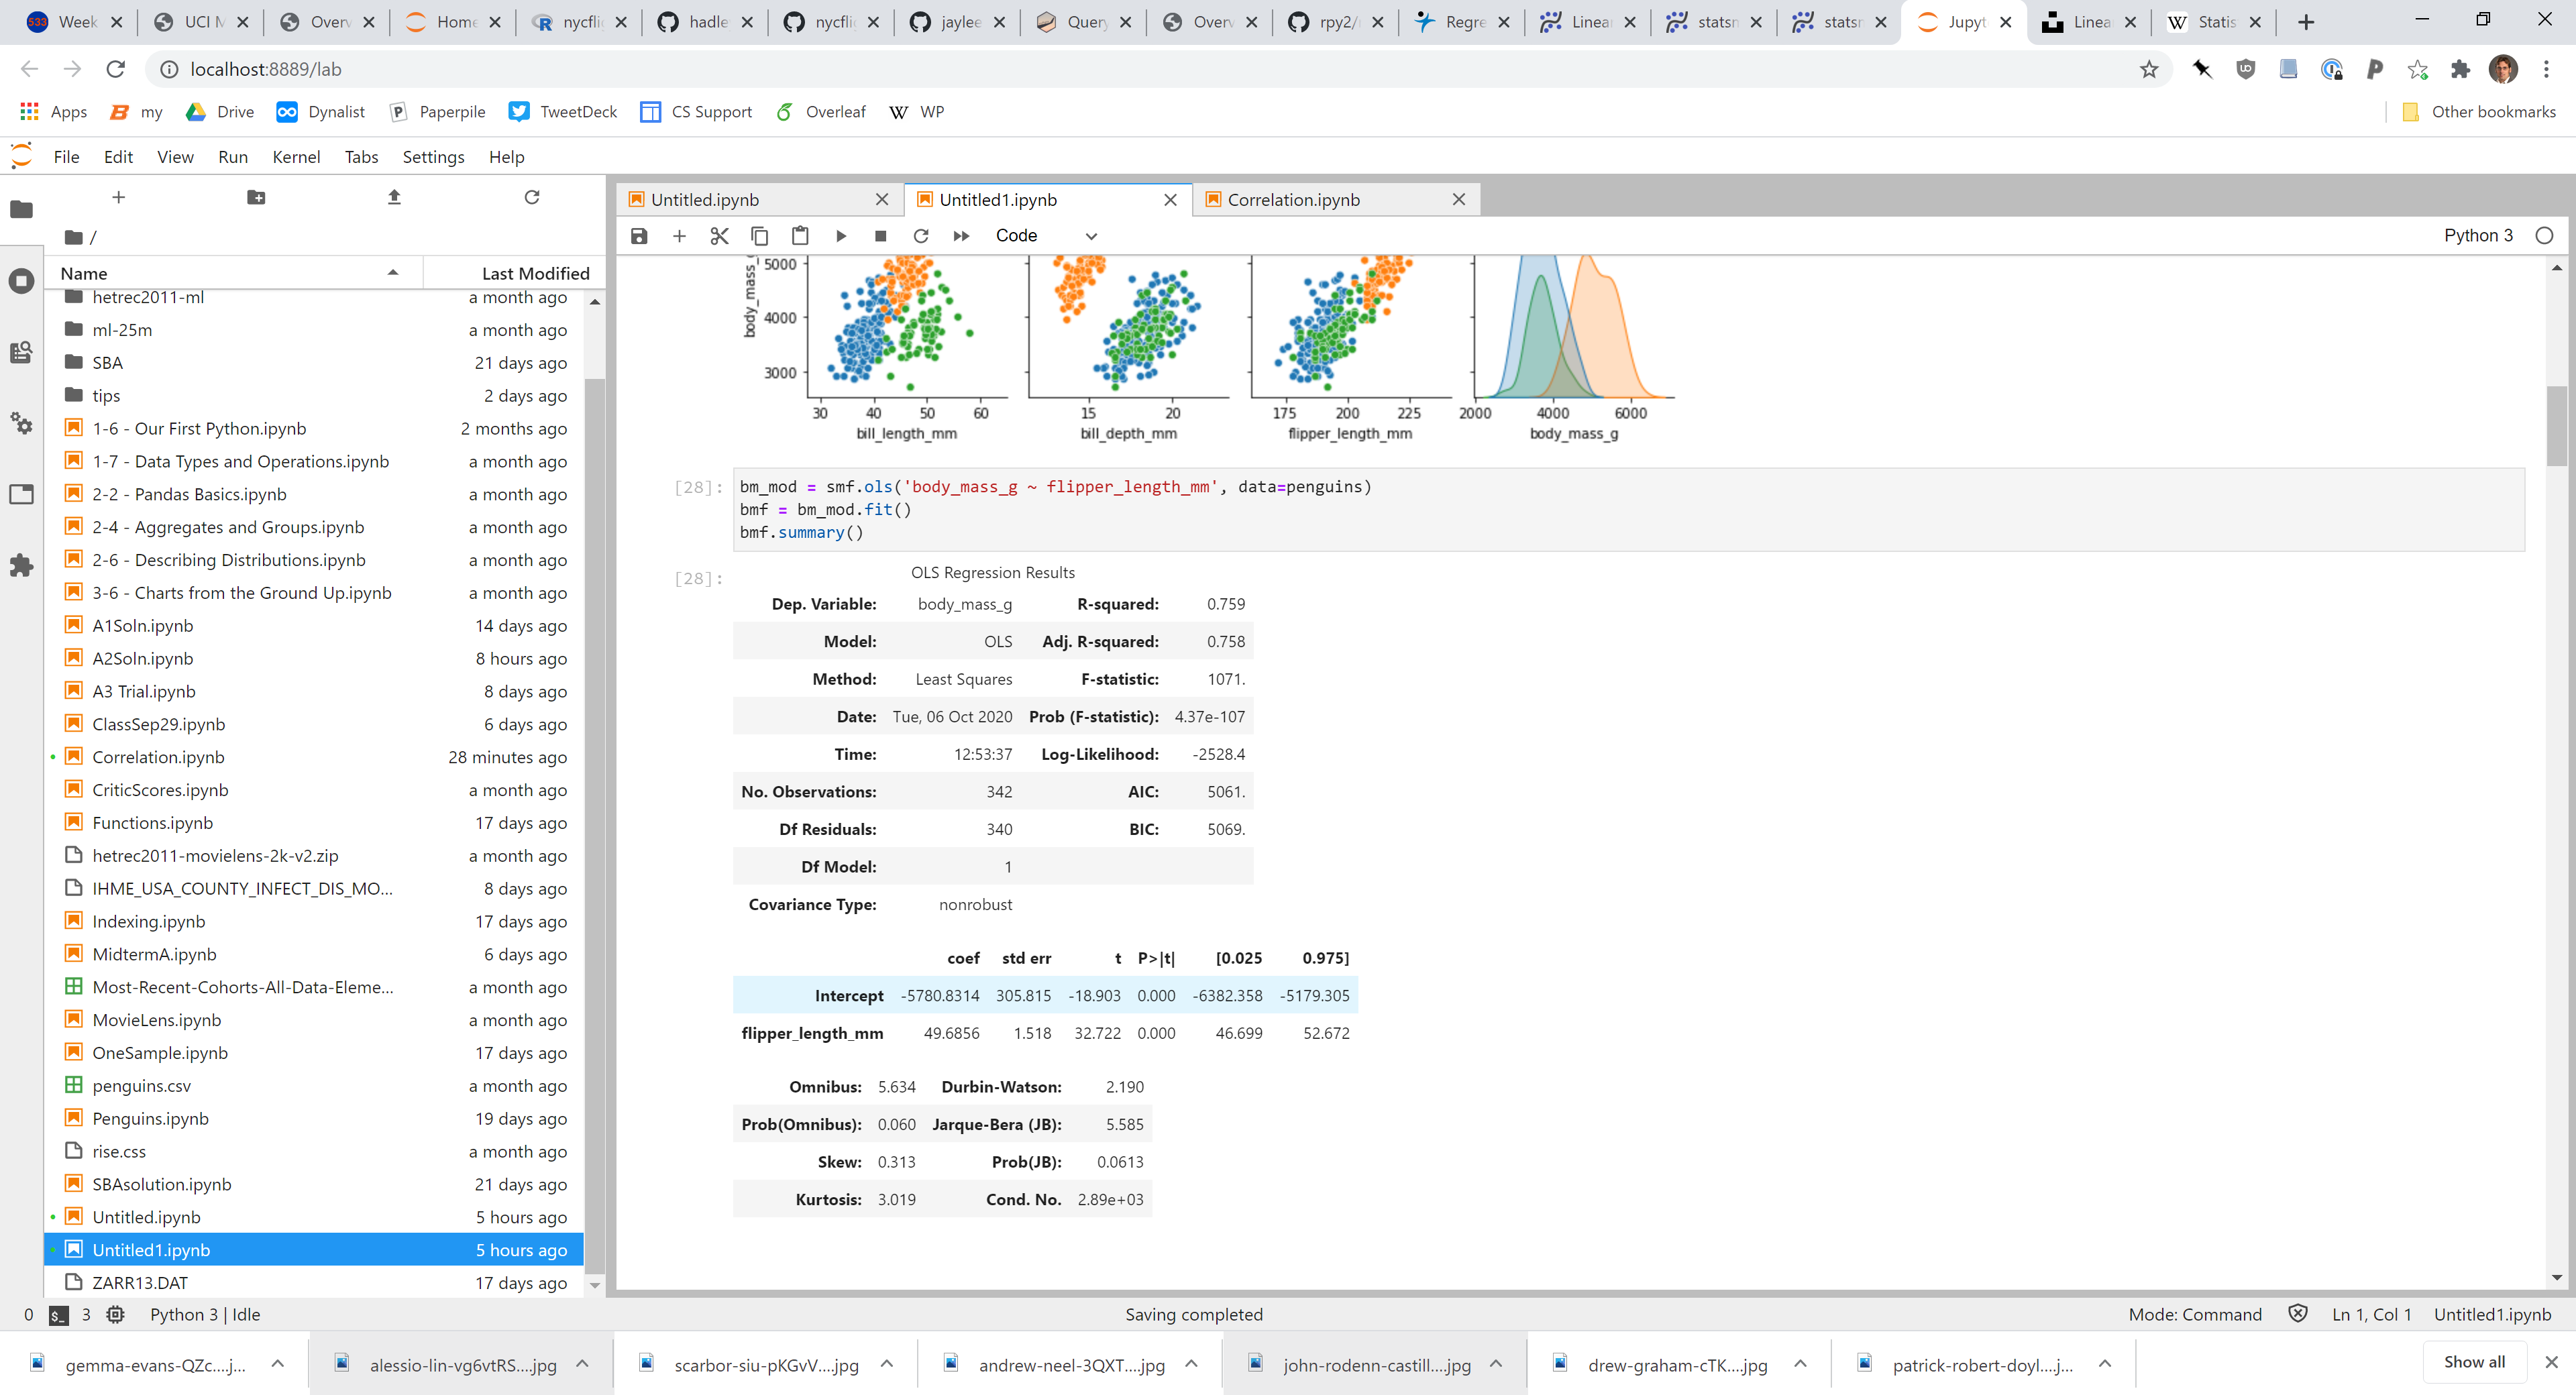 Week UCI M Overv Home nycflig hadle nycflig jaylee Query Overv rpy2/ Regre Linea statsm statsm Jupyt Linea Statis
localhost:8889/lab
Apps my Drive Dynalist Paperpile TweetDeck CS Support Overleaf WP Other bookmarks
File Edit View Run Kernel Tabs Settings Help
Untitled.ipynb Untitled1.ipynb Correlation.ipynb
Code Python 3
/
Name Last Modified
hetrec2011-ml a month ago
ml-25m a month ago
SBA 21 days ago
tips 2 days ago
1-6 - Our First Python.ipynb 2 months ago
1-7 - Data Types and Operations.ipynb a month ago
2-2 - Pandas Basics.ipynb a month ago
2-4 - Aggregates and Groups.ipynb a month ago
2-6 - Describing Distributions.ipynb a month ago
3-6 - Charts from the Ground Up.ipynb a month ago
A1Soln.ipynb 14 days ago
A2Soln.ipynb 8 hours ago
A3 Trial.ipynb 8 days ago
ClassSep29.ipynb 6 days ago
Correlation.ipynb 28 minutes ago
CriticScores.ipynb a month ago
Functions.ipynb 17 days ago
hetrec2011-movielens-2k-v2.zip a month ago
IHME_USA_COUNTY_INFECT_DIS_MO... 8 days ago
Indexing.ipynb 17 days ago
MidtermA.ipynb 6 days ago
Most-Recent-Cohorts-All-Data-Eleme... a month ago
MovieLens.ipynb a month ago
OneSample.ipynb 17 days ago
penguins.csv a month ago
Penguins.ipynb 19 days ago
rise.css a month ago
SBAsolution.ipynb 21 days ago
Untitled.ipynb 5 hours ago
Untitled1.ipynb 5 hours ago
ZARR13.DAT 17 days ago
body_mass_
5000
4000
3000
30 40 50 60 15 20 175 200 225 2000 4000 6000
bill_length_mm bill_depth_mm flipper_length_mm body_mass_g
[28]: bm_mod = smf.ols('body_mass_g ~ flipper_length_mm', data=penguins)
bmf = bm_mod.fit()
bmf.summary()
[28]: OLS Regression Results
Dep. Variable: body_mass_g R-squared: 0.759
Model: OLS Adj. R-squared: 0.758
Method: Least Squares F-statistic: 1071.
Date: Tue, 06 Oct 2020 Prob (F-statistic): 4.37e-107
Time: 12:53:37 Log-Likelihood: -2528.4
No. Observations: 342 AIC: 5061.
Df Residuals: 340 BIC: 5069.
Df Model: 1
Covariance Type: nonrobust
coef std err t P>|t| [0.025 0.975]
Intercept -5780.8314 305.815 -18.903 0.000 -6382.358 -5179.305
flipper_length_mm 49.6856 1.518 32.722 0.000 46.699 52.672
Omnibus: 5.634 Durbin-Watson: 2.190
Prob(Omnibus): 0.060 Jarque-Bera (JB): 5.585
Skew: 0.313 Prob(JB): 0.0613
Kurtosis: 3.019 Cond. No. 2.89e+03
0 3 Python 3 | Idle Saving completed Mode: Command Ln 1, Col 1 Untitled1.ipynb
gemma-evans-QZc....j... alessio-lin-vg6vtRS....jpg scarbor-siu-pKGvV....jpg andrew-neel-3QXT....jpg john-rodenn-castill....jpg drew-graham-cTK....jpg patrick-robert-doyl....j... Show all